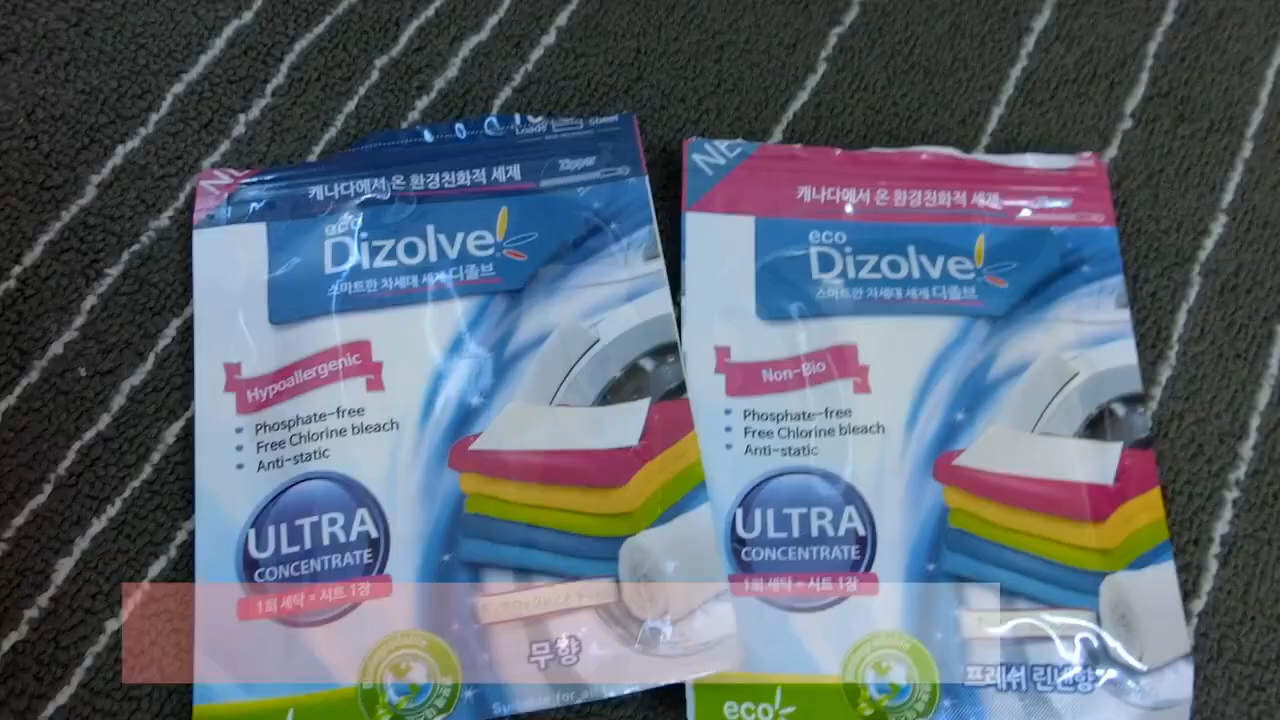 Loads
NE
Zipper
캐나다에서 온 환경친화적 세제
eco
Dizolve
스마트한 차세대 세제 디졸브
Hypoallergenic
Phosphate-free
Free Chlorine bleach
Anti-static
ULTRA
CONCENTRATE
1회 세탁 = 시트 1장
무향
NE
캐나다에서 온 환경친화적 세제
eco
Dizolve
스마트한 차세대 세제 디졸브
Non-Bio
Phosphate-free
Free Chlorine bleach
Anti-static
ULTRA
CONCENTRATE
1회 세탁 = 시트 1장
프레쉬 린넨향
eco